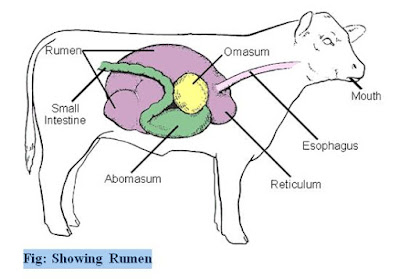 Rumen
Omasum
Mouth
Small
Intestine
Esophagus
Abomasum
Reticulum
Fig: Showing Rumen